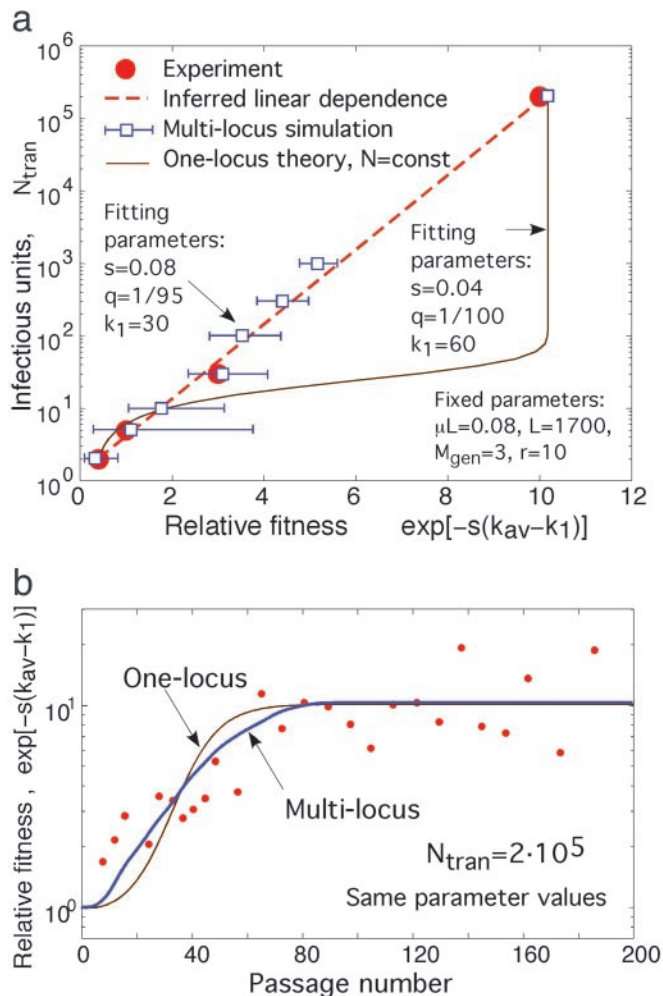 a
10^6
10^5
10^4
10^3
10^2
10^1
10^0
Infectious units, N_tran
Experiment
Inferred linear dependence
Multi-locus simulation
One-locus theory, N=const
Fitting
parameters:
s=0.08
q=1/95
k_1=30
Fitting
parameters:
s=0.04
q=1/100
k_1=60
Fixed parameters:
μL=0.08, L=1700,
M_gen=3, r=10
0 2 4 6 8 10 12
Relative fitness exp[-s(k_av-k_1)]
b
Relative fitness , exp[-s(k_av-k_1)]
10^1
10^0
One-locus
Multi-locus
N_tran=2·10^5
Same parameter values
0 40 80 120 160 200
Passage number